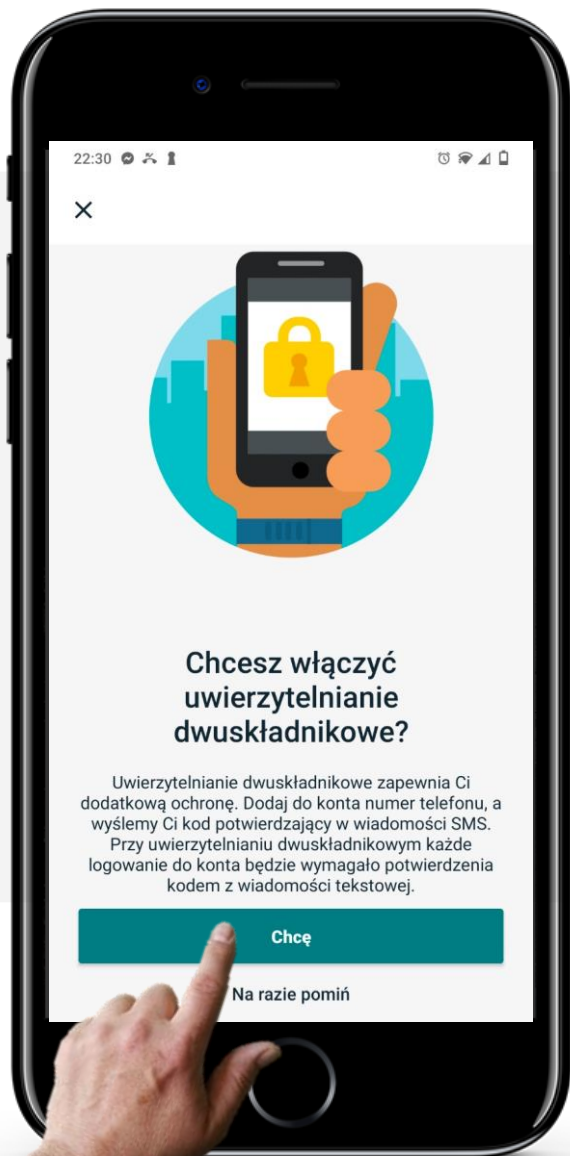 22:30
Chcesz włączyć
uwierzytelnianie
dwuskładnikowe?
Uwierzytelnianie dwuskładnikowe zapewnia Ci
dodatkową ochronę. Dodaj do konta numer telefonu, a
wyślemy Ci kod potwierdzający w wiadomości SMS.
Przy uwierzytelnianiu dwuskładnikowym każde
logowanie do konta będzie wymagało potwierdzenia
kodem z wiadomości tekstowej.
Chcę
Na razie pomiń